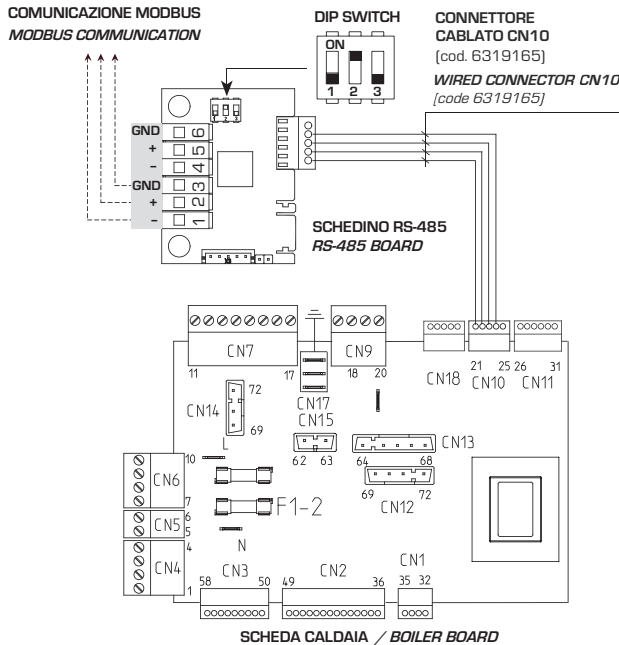 COMUNICAZIONE MODBUS
MODBUS COMMUNICATION
DIP SWITCH
ON
1 2 3
CONNETTORE
CABLATO CN10
(cod. 6319165)
WIRED CONNECTOR CN10
(code 6319165)
1 2 3
GND 6
+ 5
- 4
GND 3
+ 2
- 1
SCHEDINO RS-485
RS-485 BOARD
CN7
11 17
CN9
18 20
CN18
21 25
CN10
26 31
CN11
CN17
CN14
72
69
CN15
62 63
CN13
64 68
CN12
69 72
L
F1-2
N
10
CN6
7
6
CN5
5
4
CN4
1
CN3
58 50
CN2
49 36
CN1
35 32
SCHEDA CALDAIA / BOILER BOARD